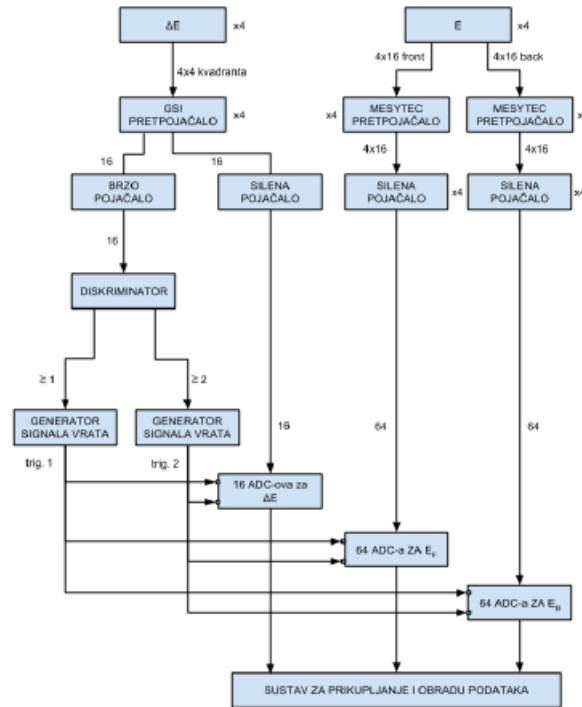 ΔE
x4
E
x4
4x4 kvadranta
4x16 front
4x16 back
GSI
PRETPOJAČALO
x4
x4
MESYTEC
PRETPOJAČALO
MESYTEC
PRETPOJAČALO
16
16
4x16
4x16
BRZO
POJAČALO
SILENA
POJAČALO
SILENA
POJAČALO
x4
SILENA
POJAČALO
x4
16
DISKRIMINATOR
≥ 1
≥ 2
GENERATOR
SIGNALA VRATA
GENERATOR
SIGNALA VRATA
16
64
64
trig. 1
trig. 2
16 ADC-ova za
ΔE
64 ADC-a ZA E_F
64 ADC-a ZA E_B
SUSTAV ZA PRIKUPLJANJE I OBRADU PODATAKA